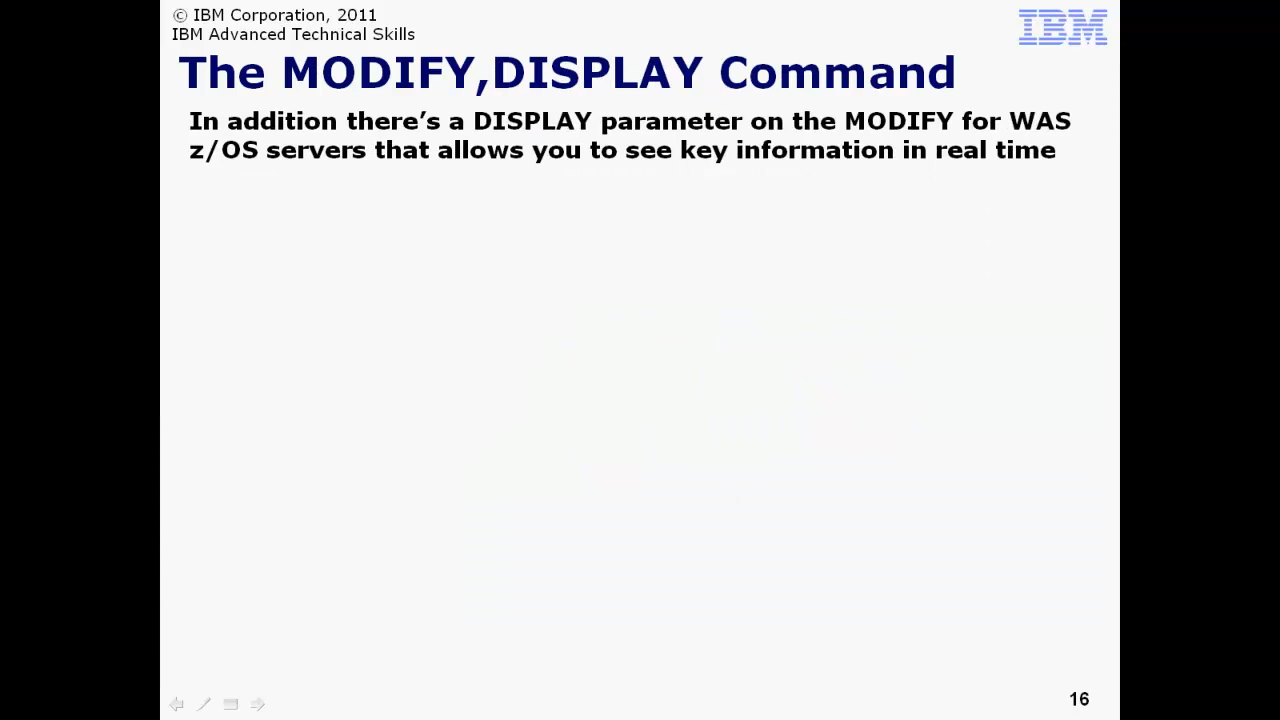 © IBM Corporation, 2011
IBM Advanced Technical Skills
IBM
The MODIFY,DISPLAY Command
In addition there’s a DISPLAY parameter on the MODIFY for WAS
z/OS servers that allows you to see key information in real time
16